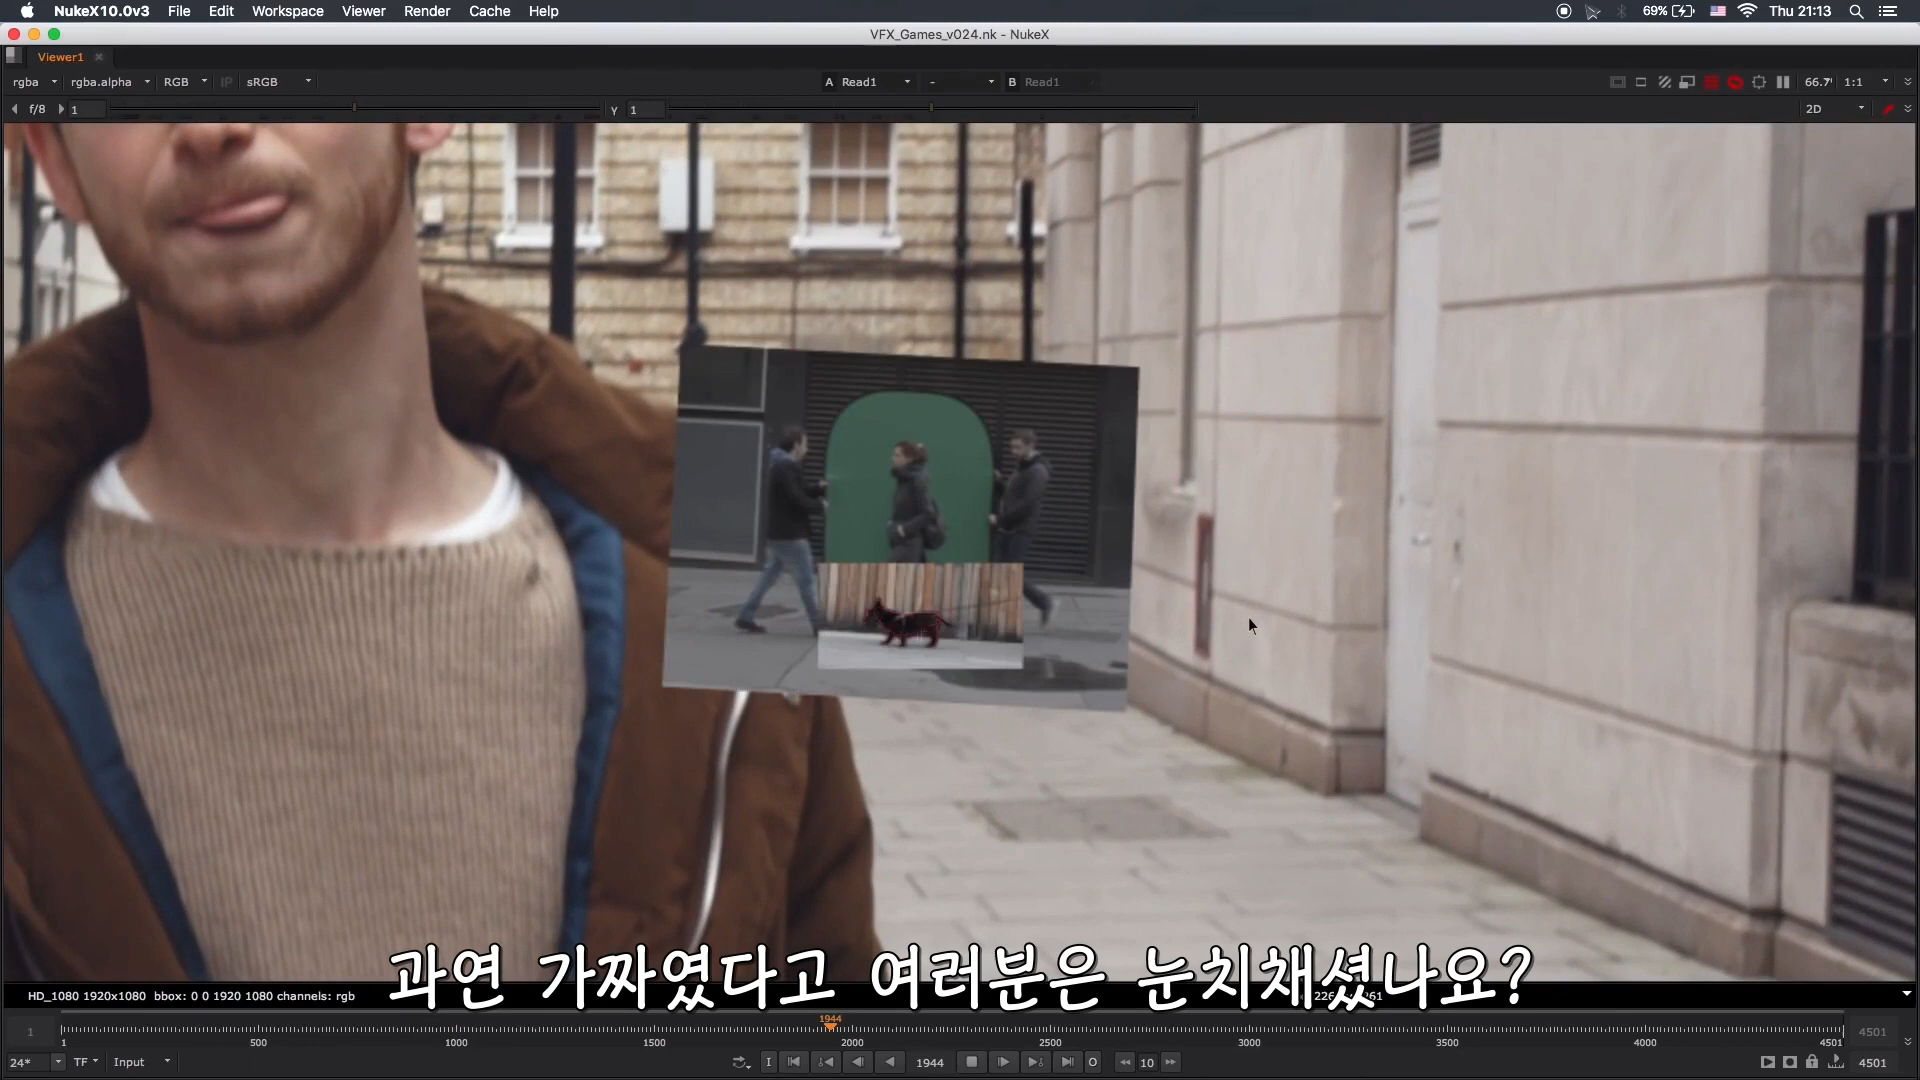 NukeX10.0v3 File Edit Workspace Viewer Render Cache Help 69% Thu 21:13
VFX_Games_v024.nk - NukeX
Viewer1
rgba rgba.alpha RGB IP sRGB A Read1 - B Read1 66.7 1:1
f/8 1 Y 1 2D
과연 가짜였다고 여러분은 눈치채셨나요?
HD_1080 1920x1080 bbox: 0 0 1920 1080 channels: rgb
1944
1 4501
1 500 1000 1500 2000 2500 3000 3500 4000 4501
24* TF Input I 1944 O 10 4501